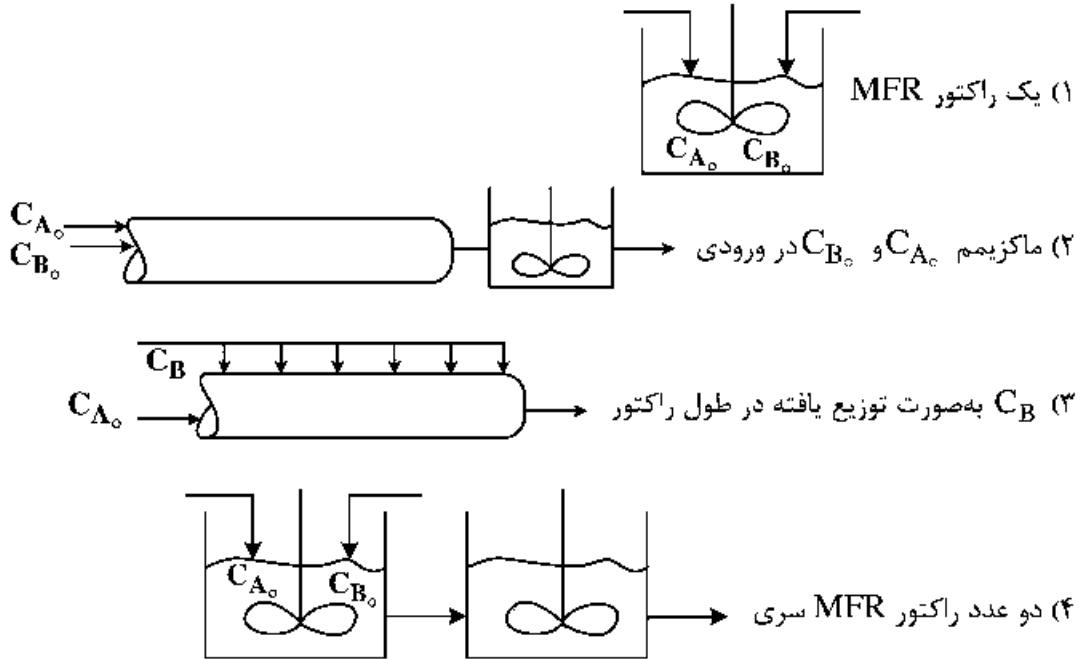 ۱) یک راکتور MFR
C_A₀ C_B₀
C_A₀
C_B₀
۲) ماکزیمم C_A₀ و C_B₀ در ورودی
C_B
C_A₀
۳) C_B به‌صورت توزیع یافته در طول راکتور
C_A₀ C_B₀
۴) دو عدد راکتور MFR سری